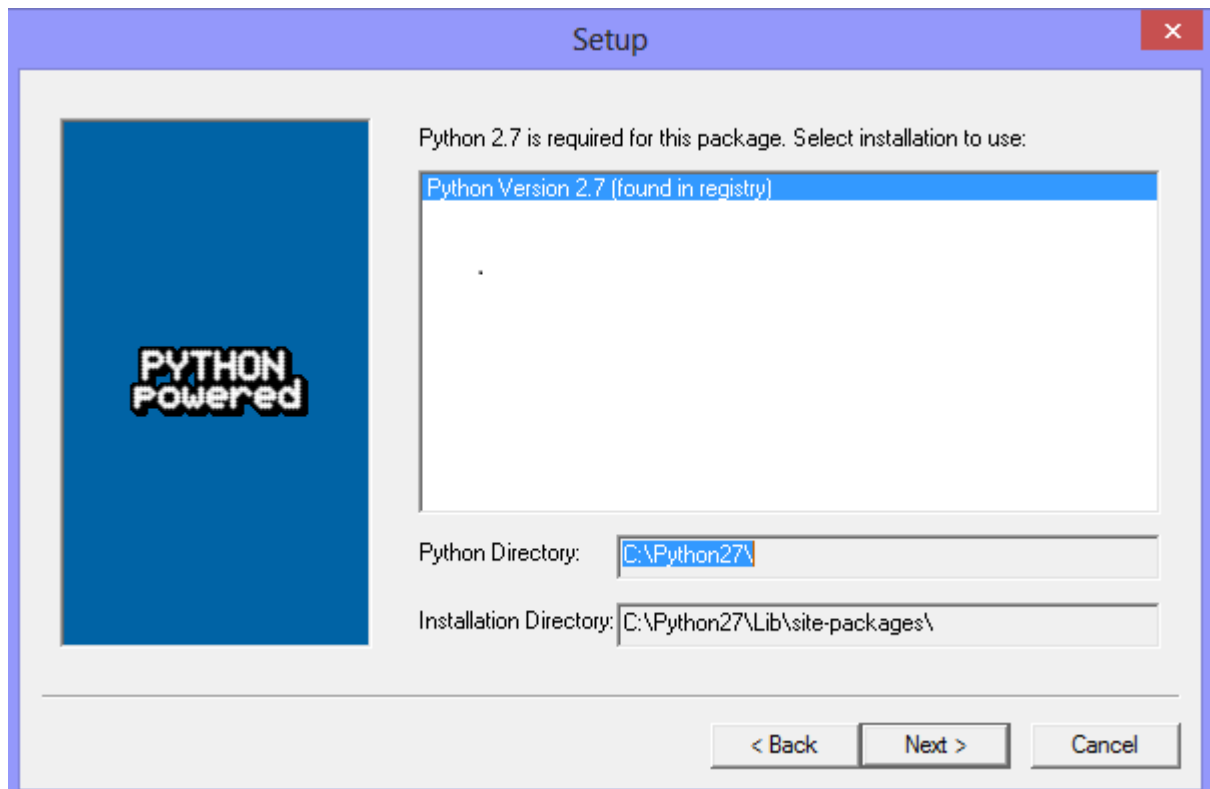 Setup
Python 2.7 is required for this package. Select installation to use:
Python Version 2.7 (found in registry)
PYTHON
powered
Python Directory: C:\Python27\
Installation Directory: C:\Python27\Lib\site-packages\
< Back Next > Cancel